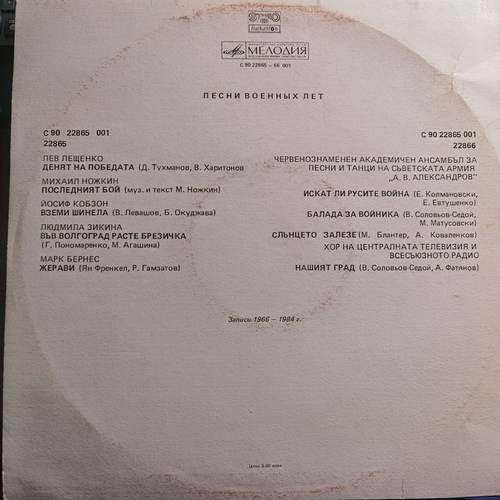 СТЕРЕО
МЕЛОДИЯ
С 90 22865 – 66 001
ПЕСНИ ВОЕННЫХ ЛЕТ
С 90 22865 001
22865
ЛЕВ ЛЕЩЕНКО
ДЕНЯТ НА ПОБЕДАТА (Д. Тухманов, В. Харитонов
МИХАИЛ НОЖКИН
ПОСЛЕДНИЯТ БОЙ (муз. и текст М. Ножкин)
ЙОСИФ КОБЗОН
ВЗЕМИ ШИНЕЛА (В. Левашов, Б. Окуджава)
ЛЮДМИЛА ЗИКИНА
ВЪВ ВОЛГОГРАД РАСТЕ БРЕЗИЧКА
(Г. Пономаренко, М. Агашина)
МАРК БЕРНЕС
ЖЕРАВИ (Ян Френкел, Р. Гамзатов)
С 90 22865 001
22866
ЧЕРВЕНОЗНАМЕНЕН АКАДЕМИЧЕН АНСАМБЪЛ ЗА
ПЕСНИ И ТАНЦИ НА СЪВЕТСКАТА АРМИЯ
„А. В. АЛЕКСАНДРОВ"
ИСКАТ ЛИ РУСИТЕ ВОЙНА (Е. Колмановски,
Е. Евтушенко)
БАЛАДА ЗА ВОЙНИКА (В. Соловьов-Седой,
М. Матусовски)
СЛЪНЦЕТО ЗАЛЕЗЕ (М. Блантер, А. Коваленков)
ХОР НА ЦЕНТРАЛНАТА ТЕЛЕВИЗИЯ И
ВСЕСЪЮЗНОТО РАДИО
НАШИЯТ ГРАД (В. Соловьов-Седой, А. Фатянов)
Записы 1966 – 1984 г.